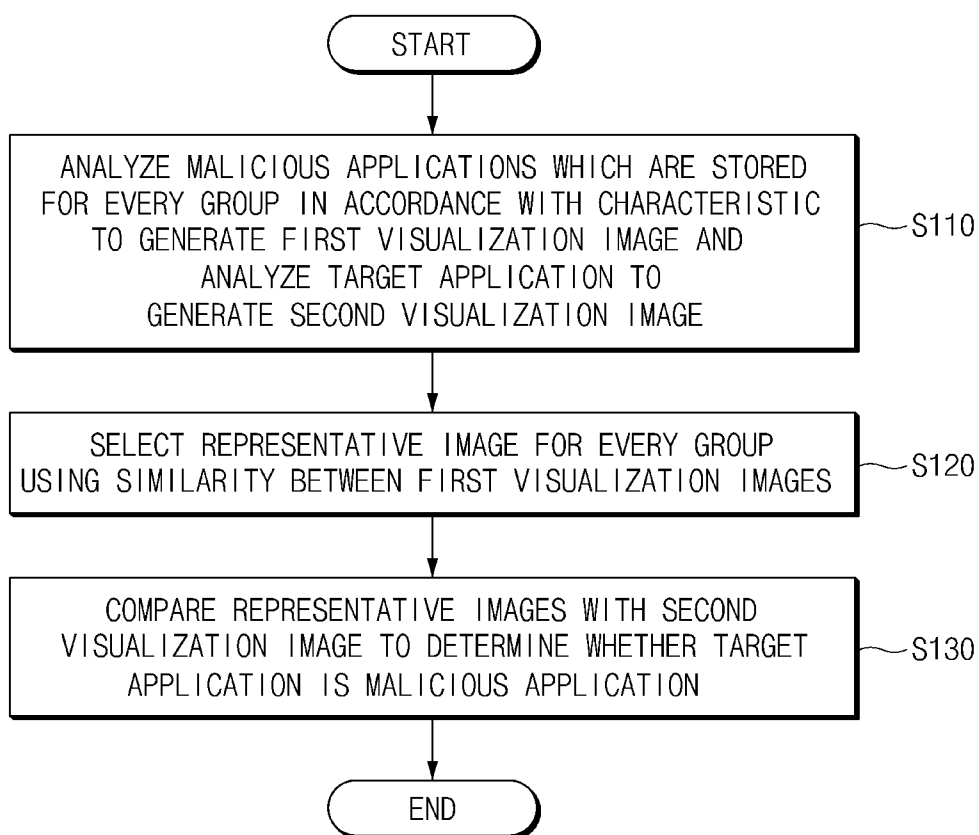 START
ANALYZE MALICIOUS APPLICATIONS WHICH ARE STORED
FOR EVERY GROUP IN ACCORDANCE WITH CHARACTERISTIC
TO GENERATE FIRST VISUALIZATION IMAGE AND
ANALYZE TARGET APPLICATION TO
GENERATE SECOND VISUALIZATION IMAGE
S110
SELECT REPRESENTATIVE IMAGE FOR EVERY GROUP
USING SIMILARITY BETWEEN FIRST VISUALIZATION IMAGES
S120
COMPARE REPRESENTATIVE IMAGES WITH SECOND
VISUALIZATION IMAGE TO DETERMINE WHETHER TARGET
APPLICATION IS MALICIOUS APPLICATION
S130
END